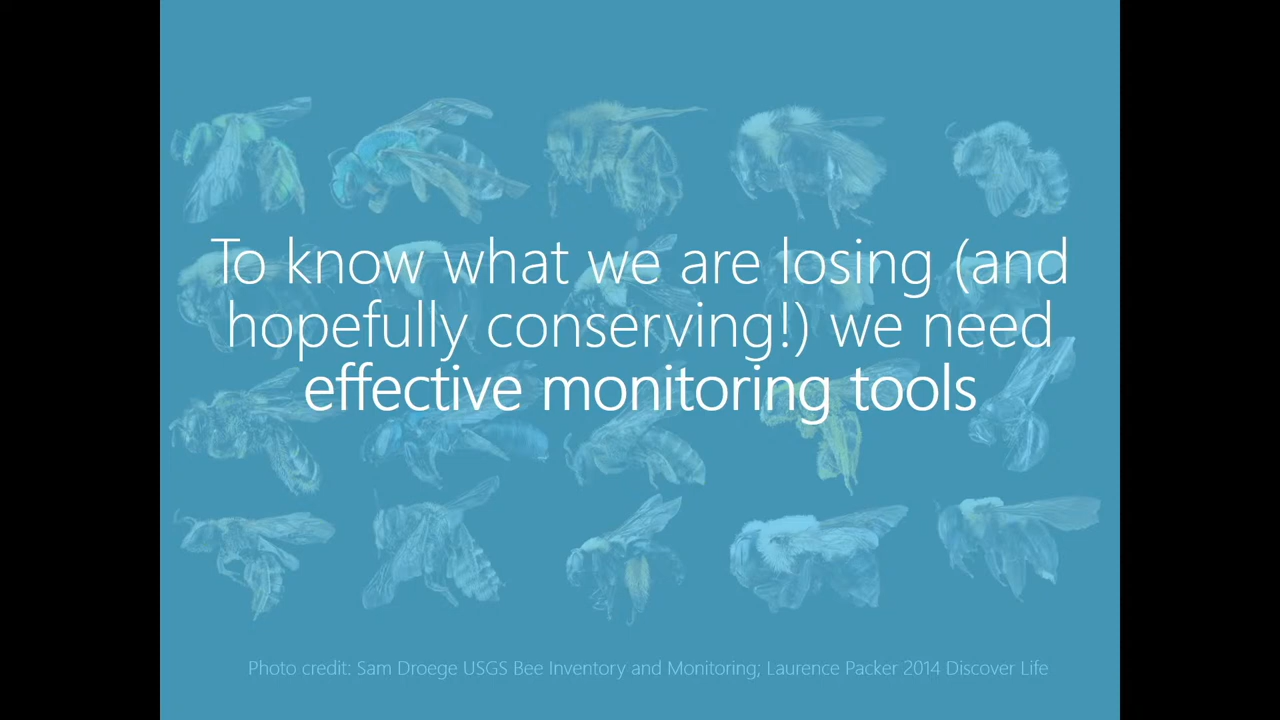 To know what we are losing (and
hopefully conserving!) we need
effective monitoring tools
Photo credit: Sam Droege USGS Bee Inventory and Monitoring; Laurence Packer 2014 Discover Life